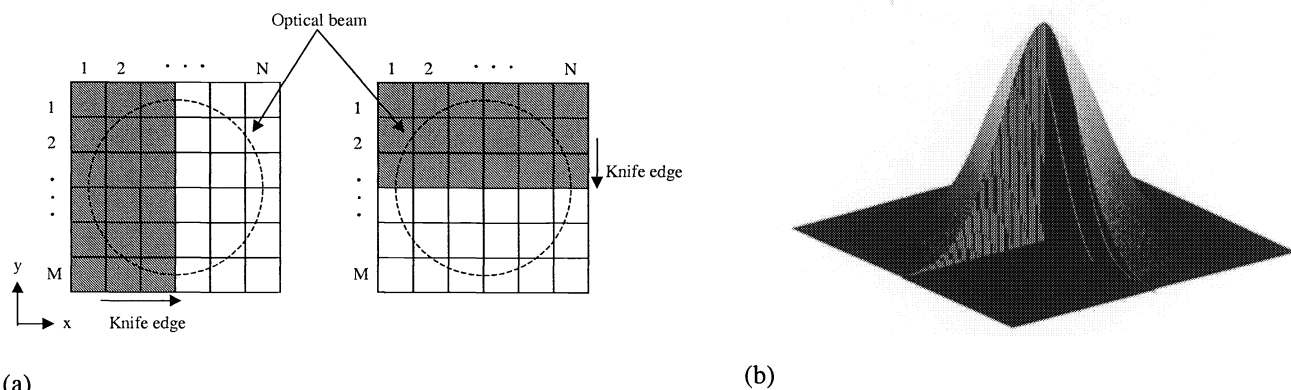 Optical beam
1 2 · · · N
1 2 · · · N
1
2
·
·
·
M
1
2
·
·
·
M
Knife edge
y
x
Knife edge
(a)
(b)